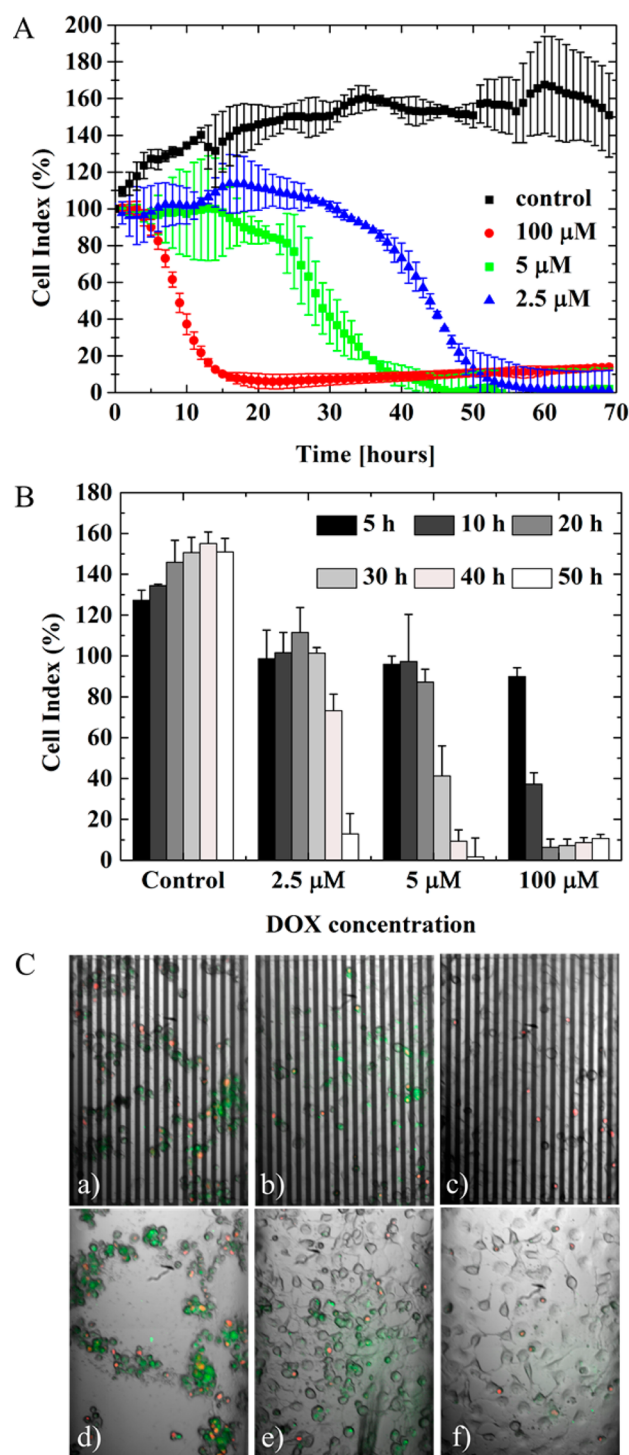 A
200
180
160
140
120
100
80
60
40
20
0
Cell Index (%)
control
100 μM
5 μM
2.5 μM
0 10 20 30 40 50 60 70
Time [hours]
B
180
160
140
120
100
80
60
40
20
0
Cell Index (%)
5 h 10 h 20 h
30 h 40 h 50 h
Control 2.5 μM 5 μM 100 μM
DOX concentration
C
a) b) c)
d) e) f)